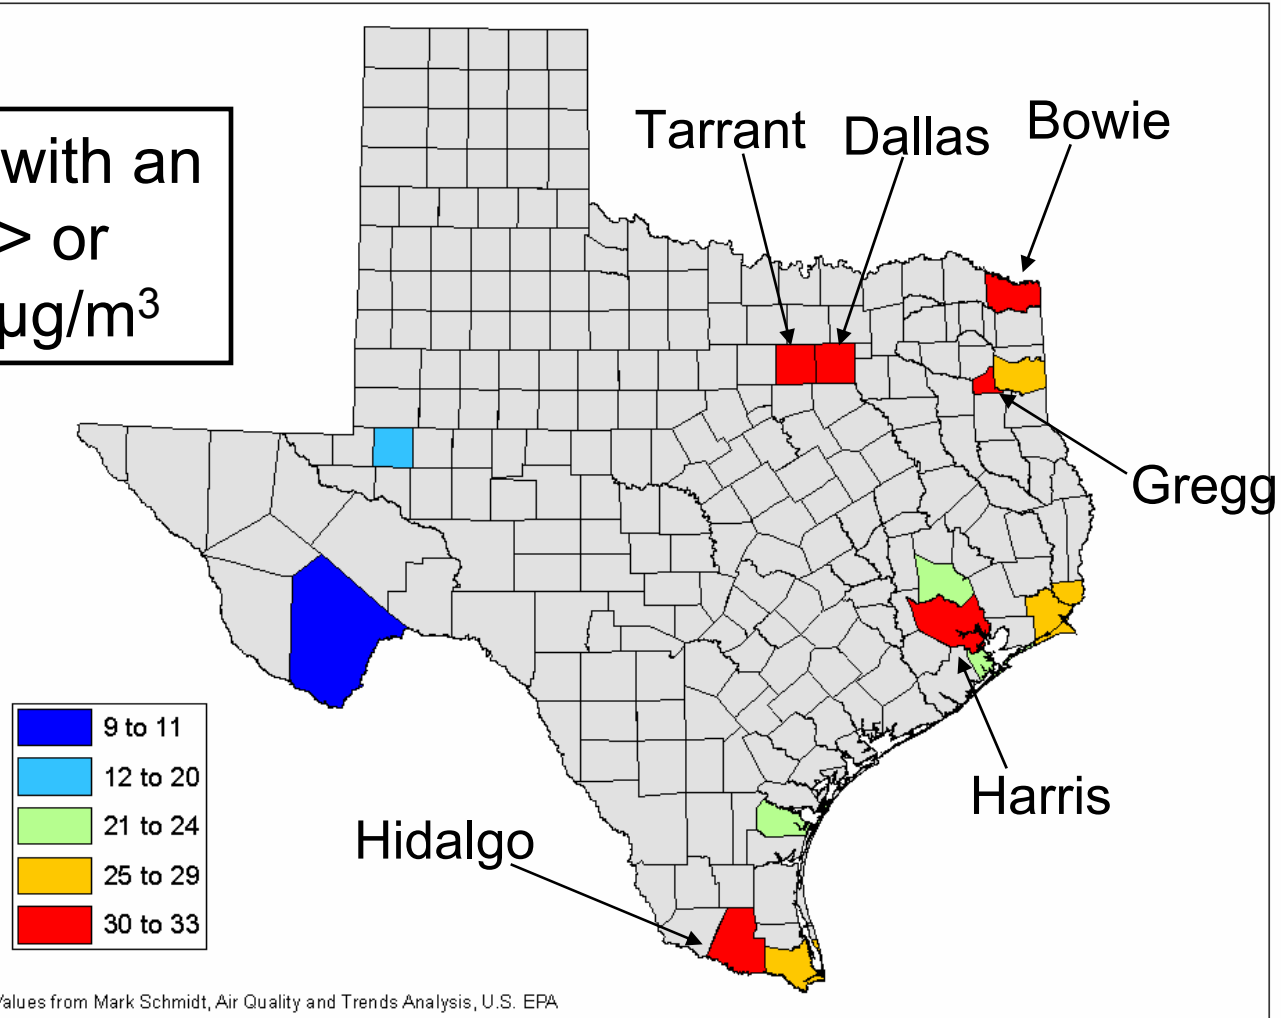 with an
> or
µg/m³
Tarrant
Dallas
Bowie
Gregg
Harris
Hidalgo
9 to 11
12 to 20
21 to 24
25 to 29
30 to 33
Values from Mark Schmidt, Air Quality and Trends Analysis, U.S. EPA